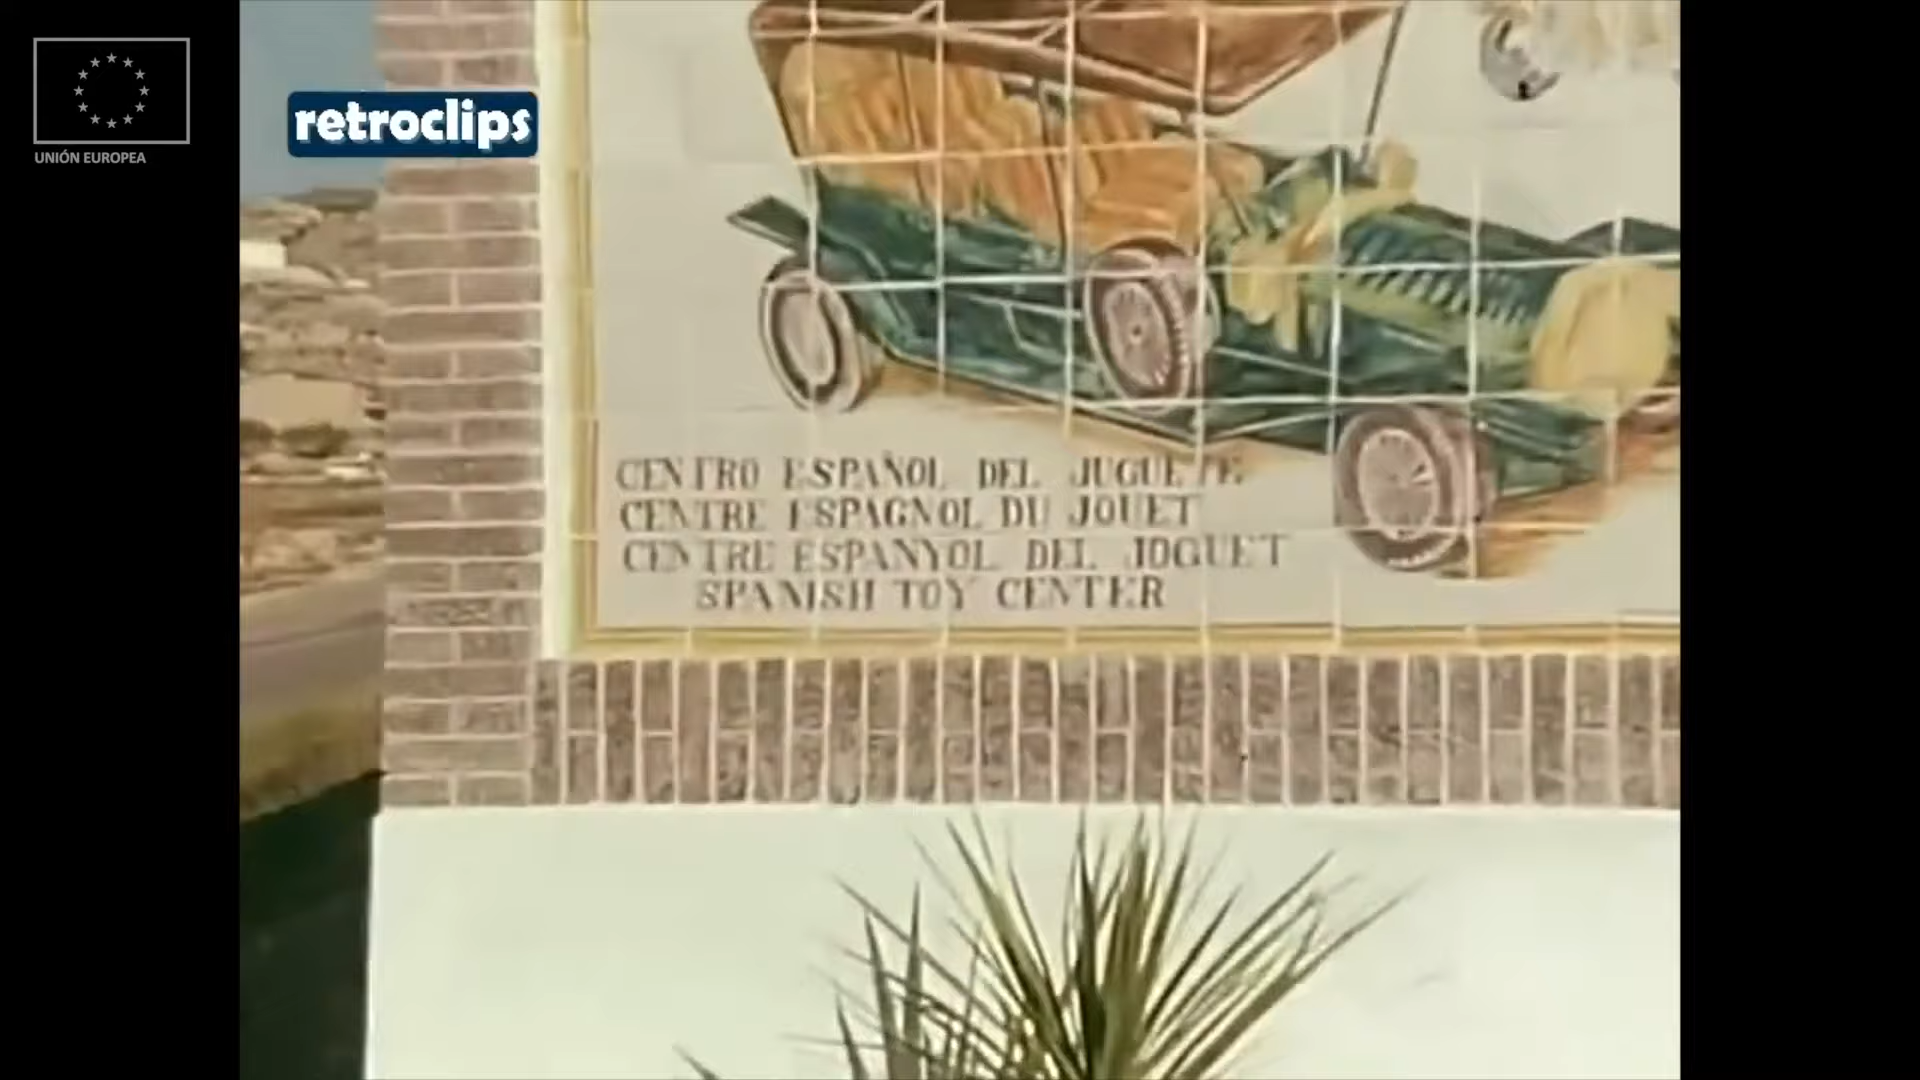 UNIÓN EUROPEA
retroclips
CENTRO ESPAÑOL DEL JUGUETE
CENTRE ESPAGNOL DU JOUET
CENTRE ESPANYOL DEL JOGUET
SPANISH TOY CENTER